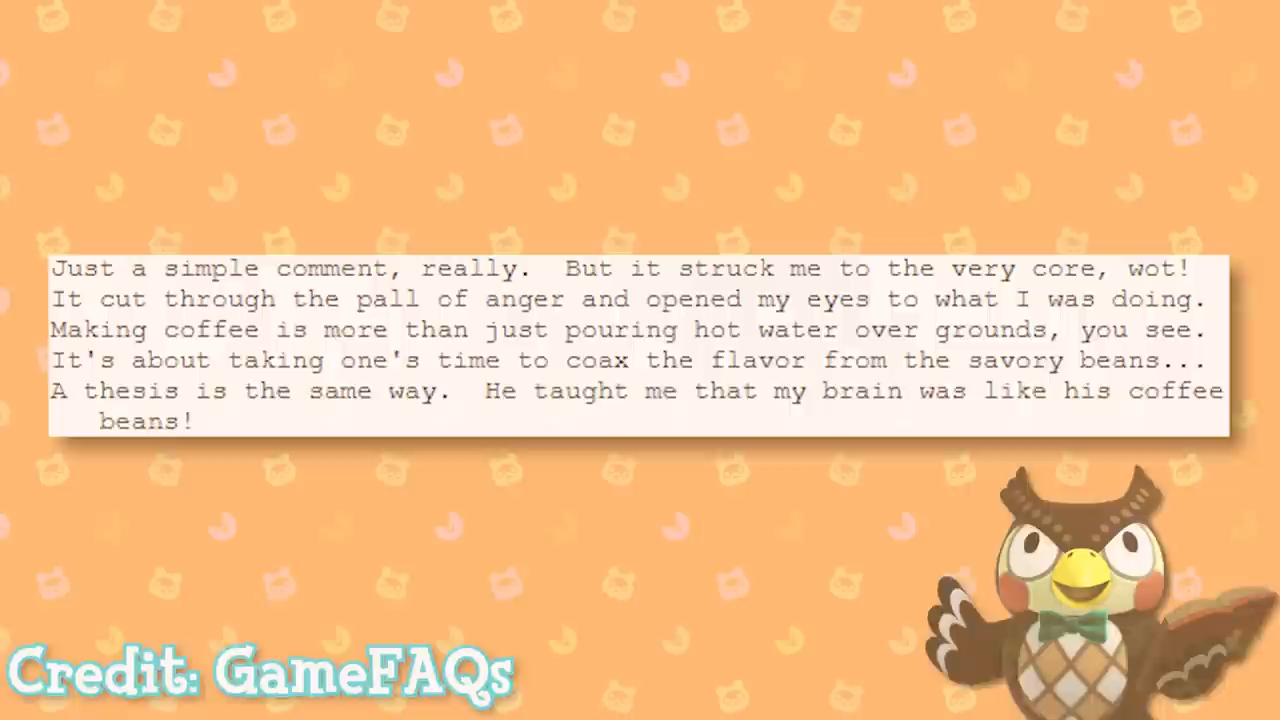 Just a simple comment, really.  But it struck me to the very core, wot!
It cut through the pall of anger and opened my eyes to what I was doing.
Making coffee is more than just pouring hot water over grounds, you see.
It's about taking one's time to coax the flavor from the savory beans...
A thesis is the same way.  He taught me that my brain was like his coffee
beans!
Credit: GameFAQs